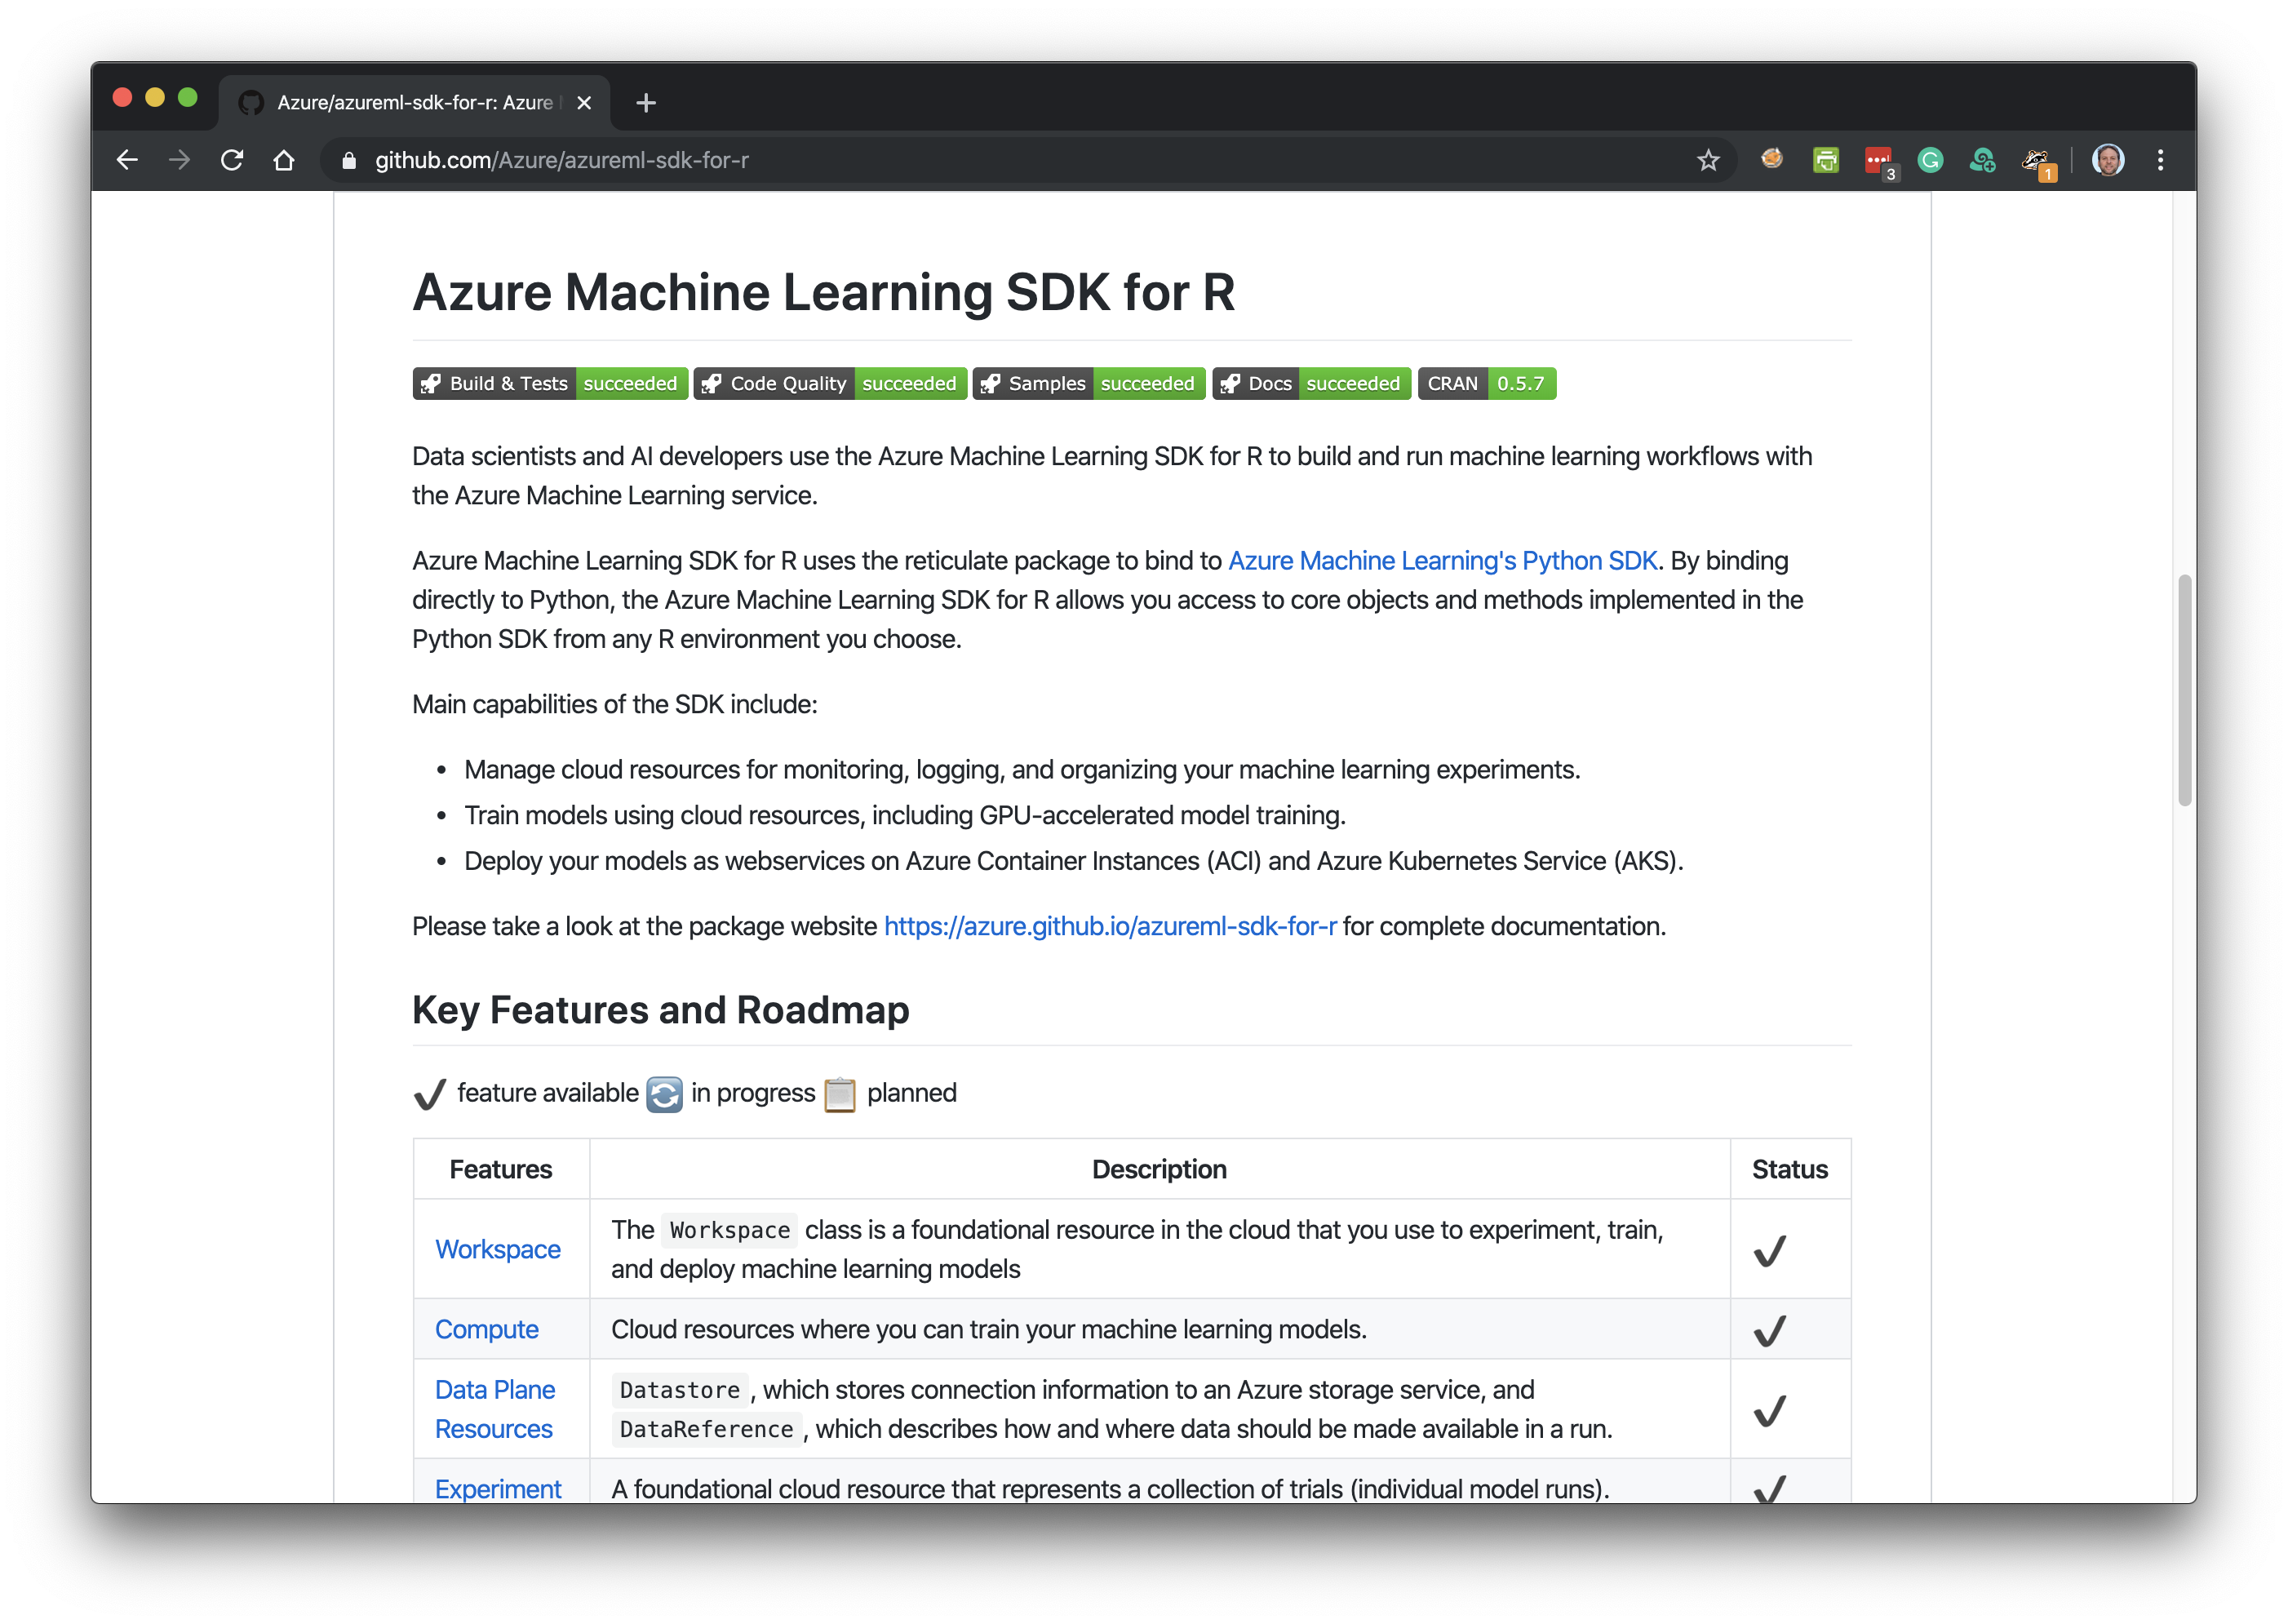 Azure/azureml-sdk-for-r: Azure
github.com/Azure/azureml-sdk-for-r
3
1
Azure Machine Learning SDK for R
Build & Tests succeeded Code Quality succeeded Samples succeeded Docs succeeded CRAN 0.5.7
Data scientists and AI developers use the Azure Machine Learning SDK for R to build and run machine learning workflows with
the Azure Machine Learning service.
Azure Machine Learning SDK for R uses the reticulate package to bind to Azure Machine Learning's Python SDK. By binding
directly to Python, the Azure Machine Learning SDK for R allows you access to core objects and methods implemented in the
Python SDK from any R environment you choose.
Main capabilities of the SDK include:
• Manage cloud resources for monitoring, logging, and organizing your machine learning experiments.
• Train models using cloud resources, including GPU-accelerated model training.
• Deploy your models as webservices on Azure Container Instances (ACI) and Azure Kubernetes Service (AKS).
Please take a look at the package website https://azure.github.io/azureml-sdk-for-r for complete documentation.
Key Features and Roadmap
✔ feature available 🔄 in progress 📋 planned
Features Description Status
Workspace
The Workspace class is a foundational resource in the cloud that you use to experiment, train,
and deploy machine learning models
✔
Compute Cloud resources where you can train your machine learning models. ✔
Data Plane
Resources
Datastore , which stores connection information to an Azure storage service, and
DataReference , which describes how and where data should be made available in a run.
✔
Experiment A foundational cloud resource that represents a collection of trials (individual model runs). ✔